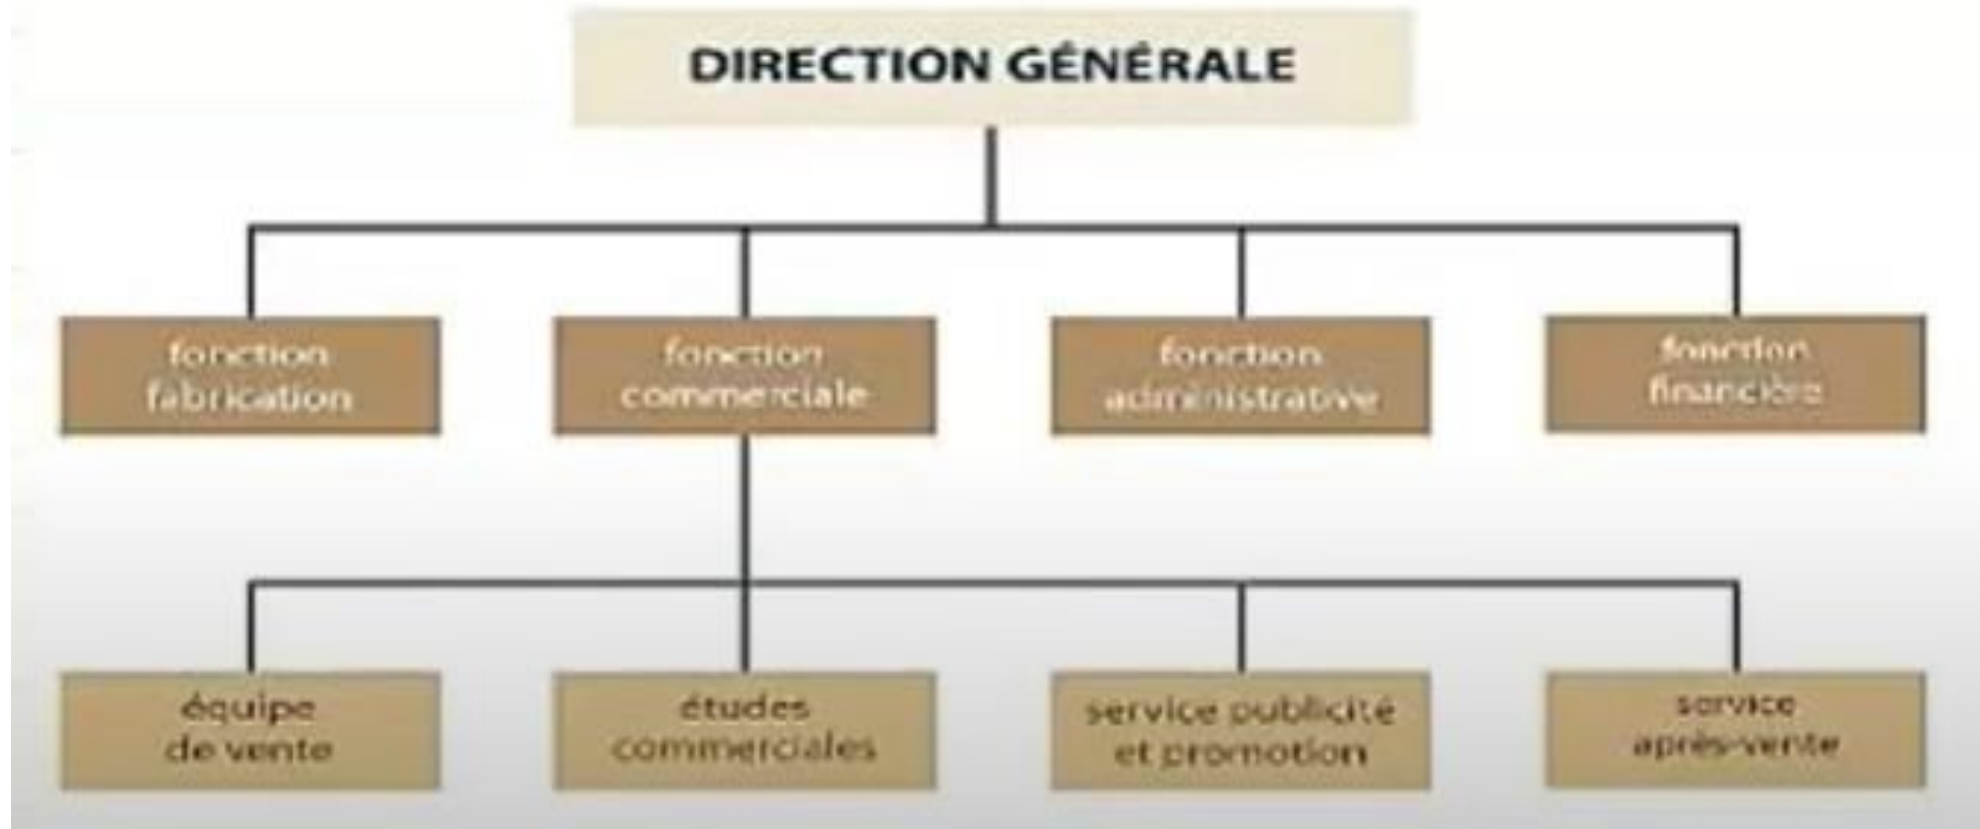 DIRECTION GÉNÉRALE
fonction
fabrication
fonction
commerciale
fonction
administrative
fonction
financière
équipe
de vente
études
commerciales
service publicité
et promotion
service
après-vente